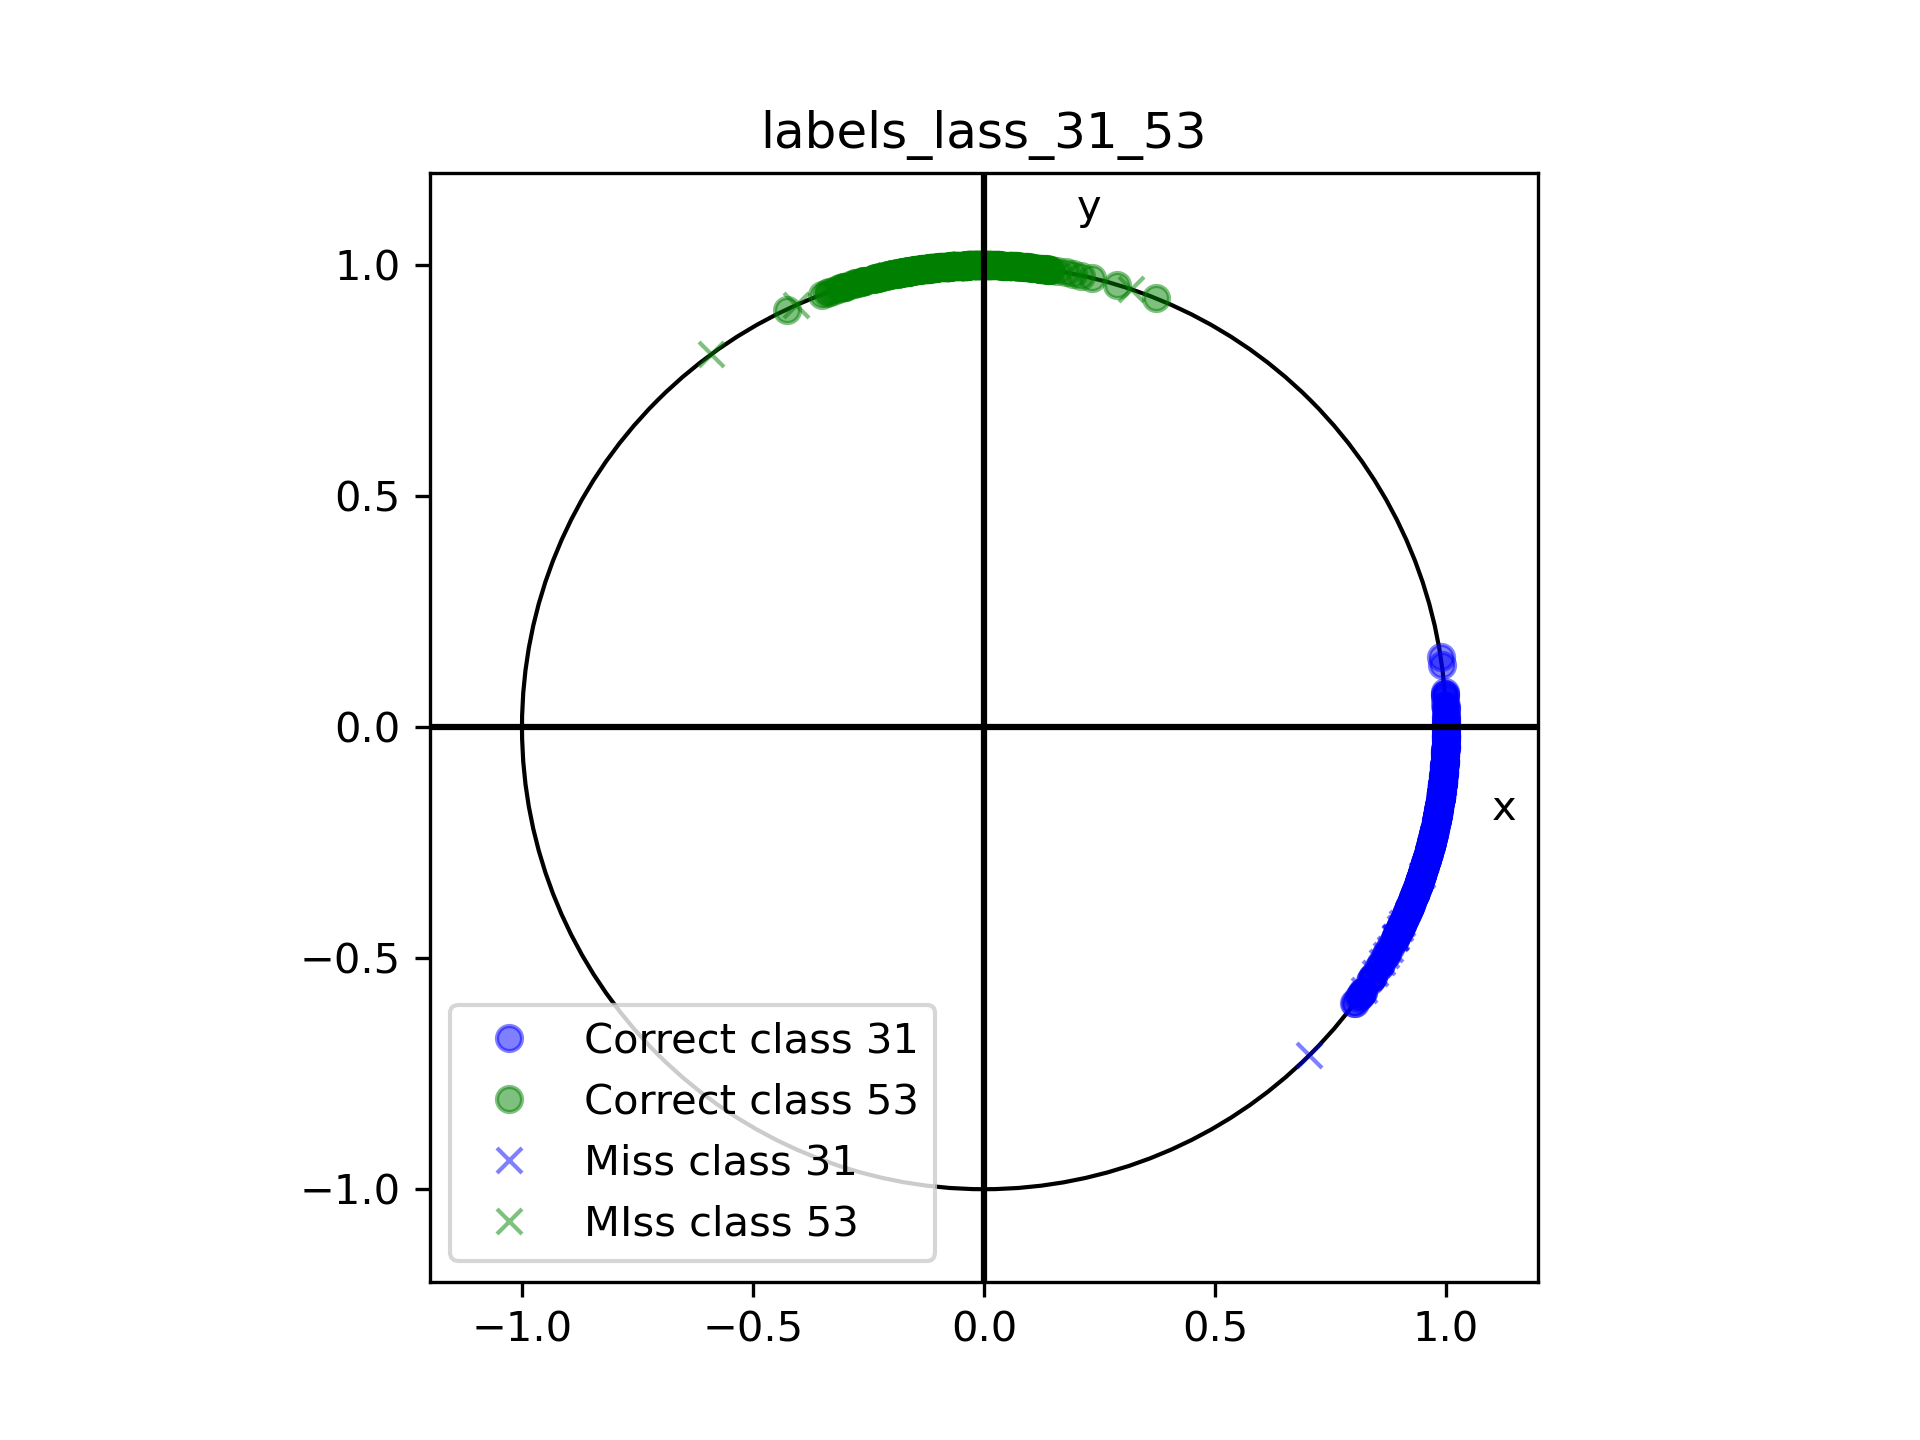 labels_lass_31_53
y
1.0
0.5
0.0
−0.5
−1.0
x
Correct class 31
Correct class 53
Miss class 31
MIss class 53
−1.0 −0.5 0.0 0.5 1.0